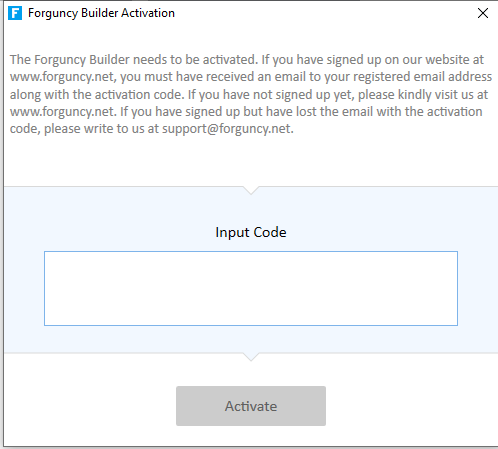 F Forguncy Builder Activation
The Forguncy Builder needs to be activated. If you have signed up on our website at
www.forguncy.net, you must have received an email to your registered email address
along with the activation code. If you have not signed up yet, please kindly visit us at
www.forguncy.net. If you have signed up but have lost the email with the activation
code, please write to us at support@forguncy.net.
Input Code
Activate